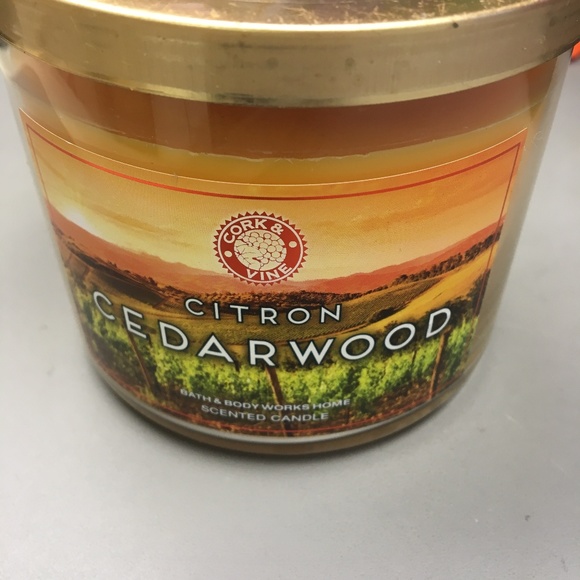 CORK &
VINE
CITRON
CEDARWOOD
BATH & BODY WORKS HOME
SCENTED CANDLE